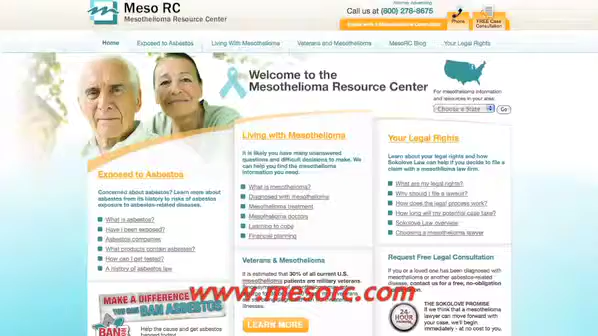 Meso RC
Mesothelioma Resource Center
Attorney Advertising
Call us at (800) 278-8675
Phone
FREE Case
Consultation
Home
Exposed to Asbestos
Living With Mesothelioma
Veterans and Mesothelioma
MesoRC Blog
Your Legal Rights
Welcome to the
Mesothelioma Resource Center
For mesothelioma information
and resources in your area:
Choose a State
Go
Exposed to Asbestos
Concerned about asbestos? Learn more about
asbestos from its history to risks of asbestos
exposure to asbestos-related diseases.
What is asbestos?
Have I been exposed?
Asbestos companies
What products contain asbestos?
How can I get tested?
A history of asbestos law
MAKE A DIFFERENCE
YOU CAN BAN ASBESTOS
BAN
Help the cause and get asbestos
Living with Mesothelioma
It is likely you have many unanswered
questions and difficult decisions to make. We
can help you find the mesothelioma
information you need.
What is mesothelioma?
Diagnosed with mesothelioma
Mesothelioma treatment
Mesothelioma doctors
Learning to cope
Financial planning
Veterans & Mesothelioma
It is estimated that 30% of all current U.S.
mesothelioma patients are military veterans.
LEARN MORE
Your Legal Rights
Learn about your legal rights and how
Sokolove Law can help if you decide to file a
claim with a mesothelioma law firm.
What are my legal rights?
Why should I file a lawsuit?
How does the legal process work?
How long will my potential case take?
Sokolove Law overview
Choosing a mesothelioma lawyer
Request Free Legal Consultation
If you or a loved one has been diagnosed with
mesothelioma or another asbestos-related
disease, contact us for a free, no-obligation
24-HOUR
THE SOKOLOVE PROMISE
If we think that a mesothelioma
lawyer can move forward with
your case, we'll begin
immediately - at no cost to you.
www.mesorc.com